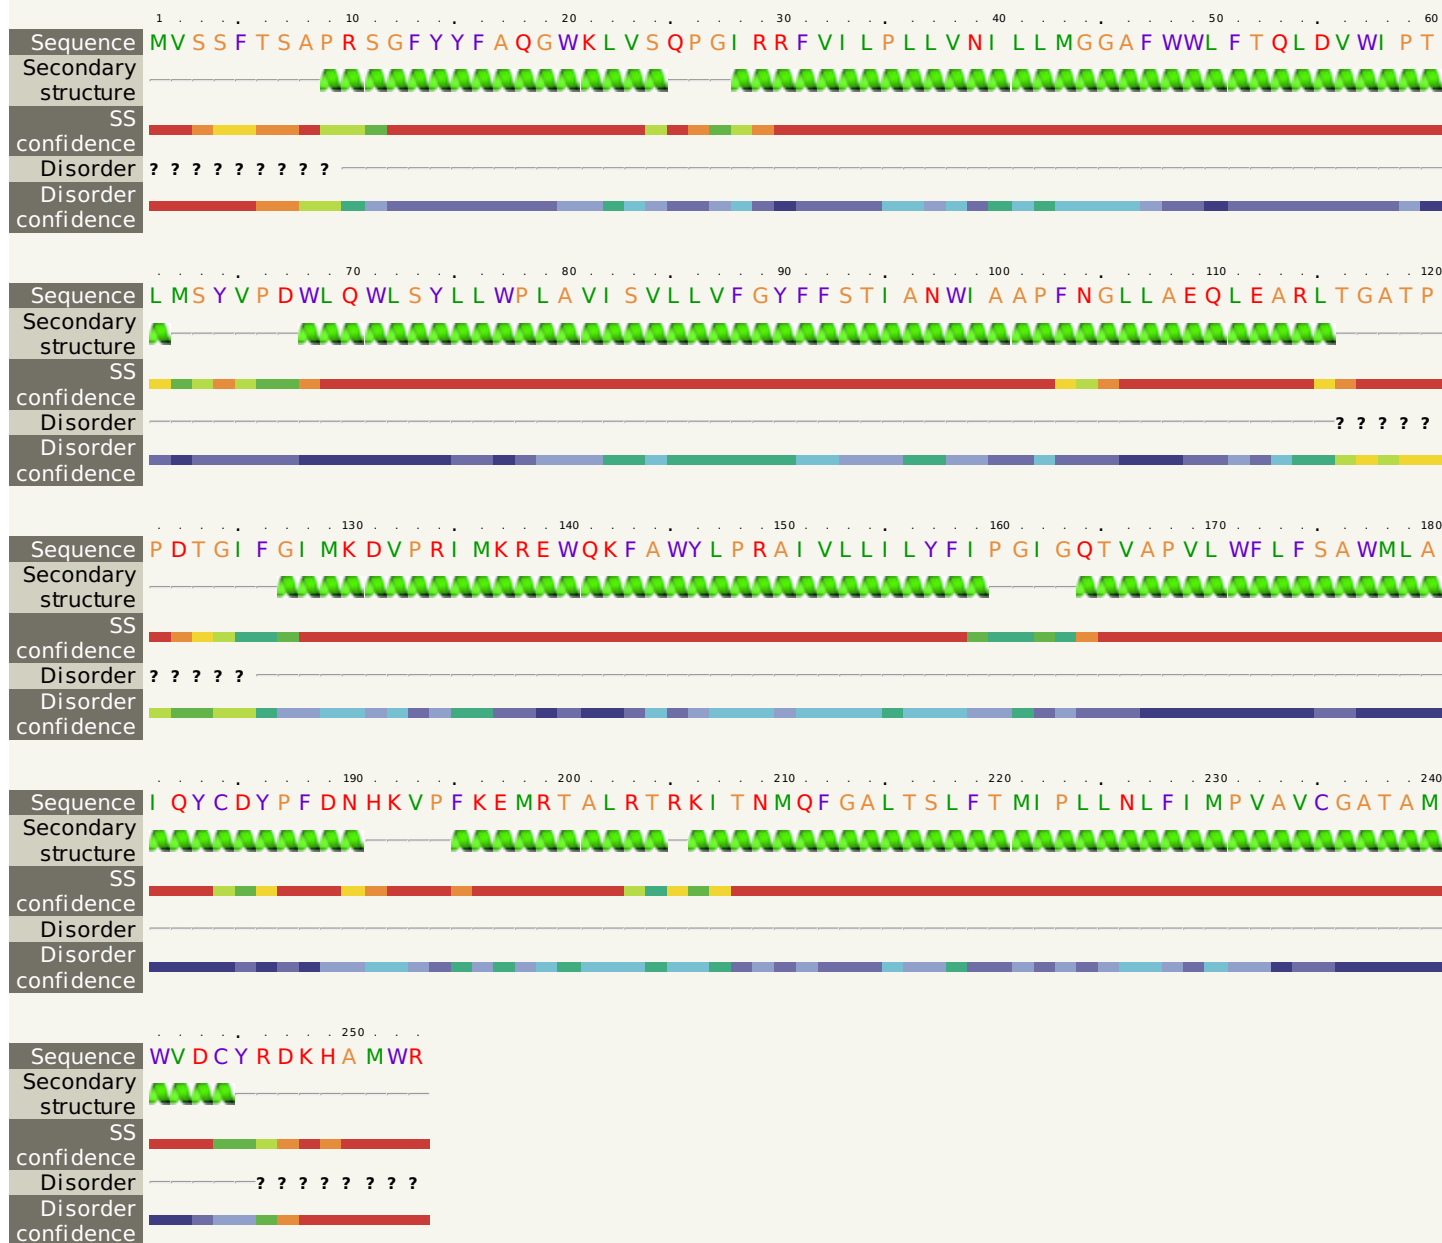 1 . . . . . . . . 10 . . . . . . . . . 20 . . . . . . . . . 30 . . . . . . . . . 40 . . . . . . . . . 50 . . . . . . . . . 60
Sequence M V S S F T S A P R S G F Y Y F A Q G W K L V S Q P G I R R F V I L P L L V N I L L M G G A F W W L F T Q L D V W I P T
Secondary
structure
SS
confidence
Disorder ? ? ? ? ? ? ? ? ?
Disorder
confidence
. . . . . . . . . 70 . . . . . . . . . 80 . . . . . . . . . 90 . . . . . . . . . 100 . . . . . . . . . 110 . . . . . . . . . 120
Sequence L M S Y V P D W L Q W L S Y L L W P L A V I S V L L V F G Y F F S T I A N W I A A P F N G L L A E Q L E A R L T G A T P
Secondary
structure
SS
confidence
Disorder ? ? ? ? ?
Disorder
confidence
. . . . . . . . . 130 . . . . . . . . . 140 . . . . . . . . . 150 . . . . . . . . . 160 . . . . . . . . . 170 . . . . . . . . . 180
Sequence P D T G I F G I M K D V P R I M K R E W Q K F A W Y L P R A I V L L I L Y F I P G I G Q T V A P V L W F L F S A W M L A
Secondary
structure
SS
confidence
Disorder ? ? ? ? ?
Disorder
confidence
. . . . . . . . . 190 . . . . . . . . . 200 . . . . . . . . . 210 . . . . . . . . . 220 . . . . . . . . . 230 . . . . . . . . . 240
Sequence I Q Y C D Y P F D N H K V P F K E M R T A L R T R K I T N M Q F G A L T S L F T M I P L L N L F I M P V A V C G A T A M
Secondary
structure
SS
confidence
Disorder
Disorder
confidence
. . . . . . . . . 250 . . .
Sequence W V D C Y R D K H A M W R
Secondary
structure
SS
confidence
Disorder ? ? ? ? ? ? ? ?
Disorder
confidence